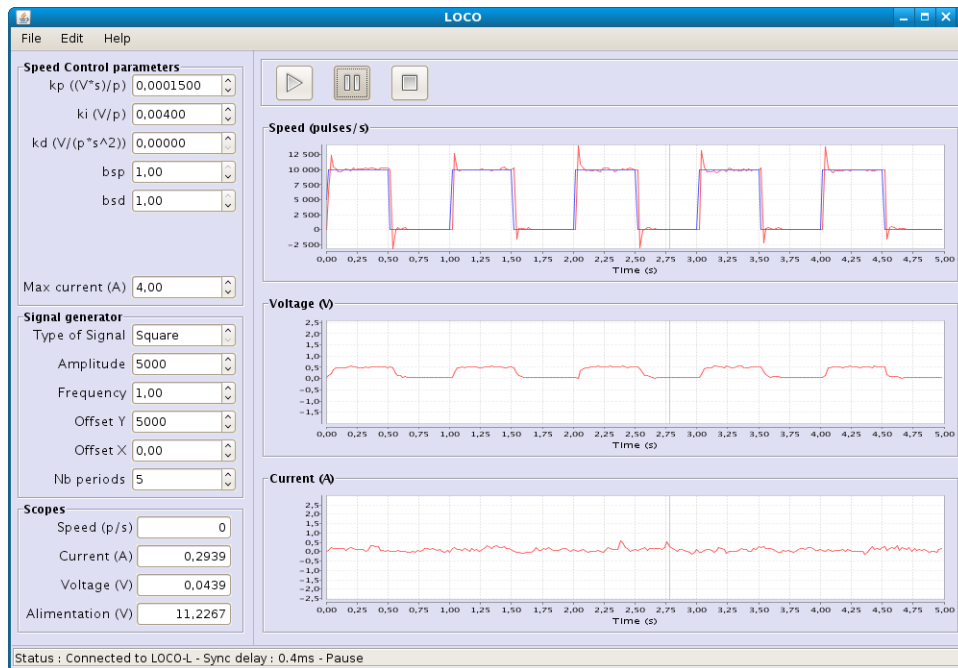 LOCO
File Edit Help
Speed Control parameters
kp ((V*s)/p) 0,0001500
ki (V/p) 0,00400
kd (V/(p*s^2)) 0,00000
bsp 1,00
bsd 1,00
Max current (A) 4,00
Signal generator
Type of Signal Square
Amplitude 5000
Frequency 1,00
Offset Y 5000
Offset X 0,00
Nb periods 5
Scopes
Speed (p/s) 0
Current (A) 0,2939
Voltage (V) 0,0439
Alimentation (V) 11,2267
Speed (pulses/s)
12 500
10 000
7 500
5 000
2 500
0
-2 500
0,00 0,25 0,50 0,75 1,00 1,25 1,50 1,75 2,00 2,25 2,50 2,75 3,00 3,25 3,50 3,75 4,00 4,25 4,50 4,75 5,00
Time (s)
Voltage (V)
2,5
2,0
1,5
1,0
0,5
0,0
-0,5
-1,0
-1,5
0,00 0,25 0,50 0,75 1,00 1,25 1,50 1,75 2,00 2,25 2,50 2,75 3,00 3,25 3,50 3,75 4,00 4,25 4,50 4,75 5,00
Time (s)
Current (A)
2,5
2,0
1,5
1,0
0,5
0,0
-0,5
-1,0
-1,5
-2,0
-2,5
0,00 0,25 0,50 0,75 1,00 1,25 1,50 1,75 2,00 2,25 2,50 2,75 3,00 3,25 3,50 3,75 4,00 4,25 4,50 4,75 5,00
Time (s)
Status : Connected to LOCO-L - Sync delay : 0.4ms - Pause